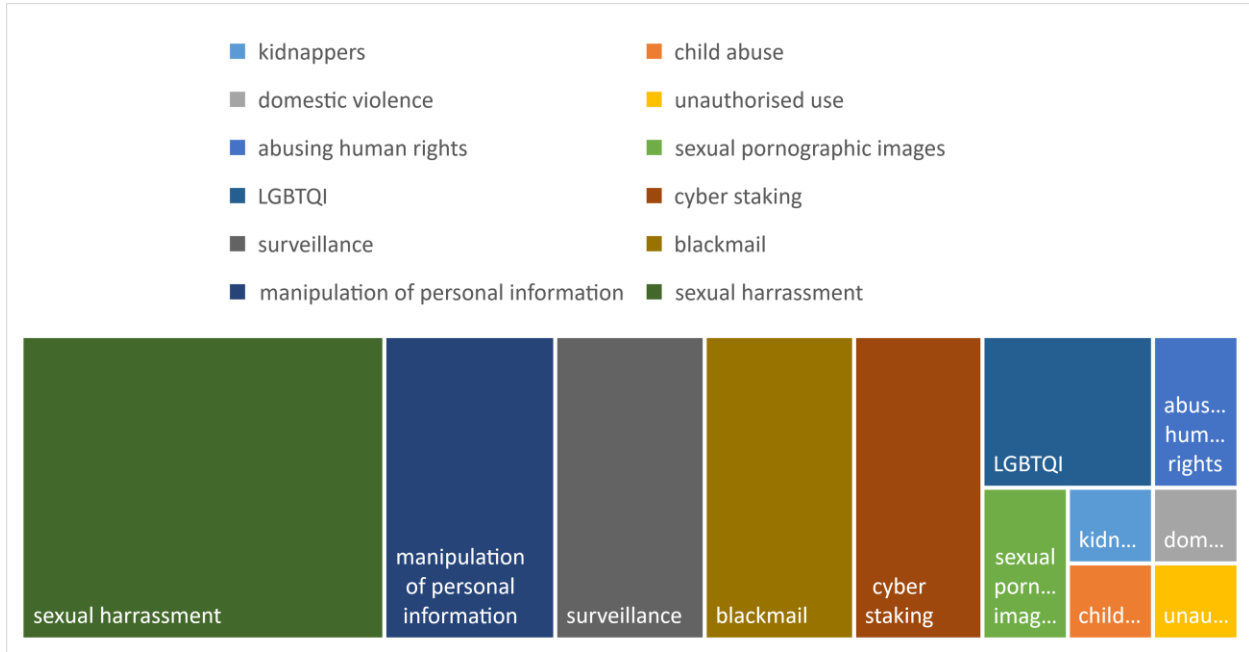 kidnappers
child abuse
domestic violence
unauthorised use
abusing human rights
sexual pornographic images
LGBTQI
cyber staking
surveillance
blackmail
manipulation of personal information
sexual harrassment
sexual harrassment
manipulation
of personal
information
surveillance
blackmail
cyber
staking
LGBTQI
abus...
hum...
rights
sexual
porn...
imag...
kidn...
dom...
child...
unau...